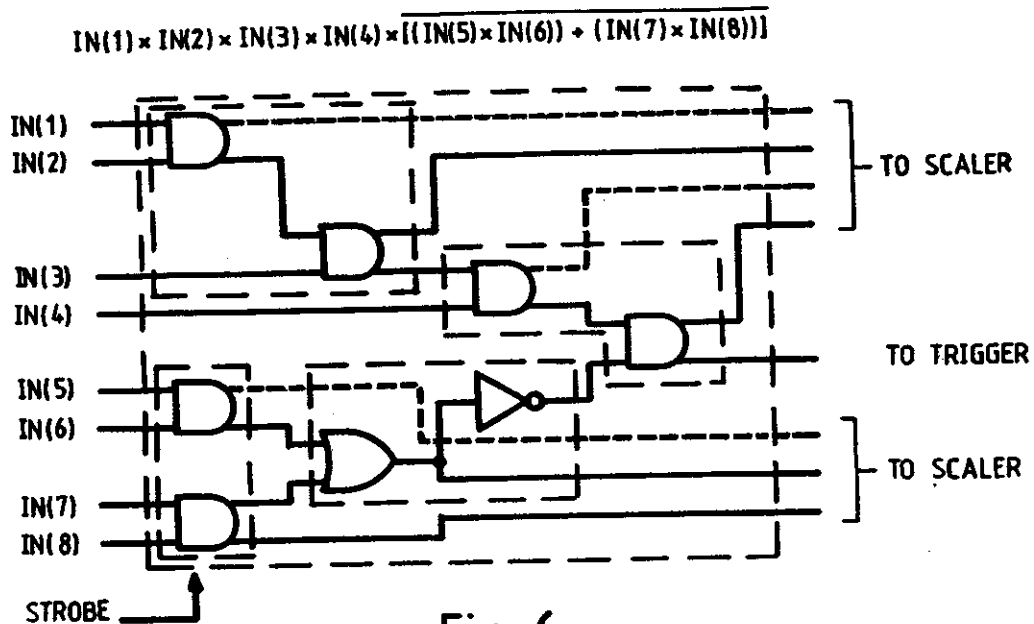 IN(1) × IN(2) × IN(3) × IN(4) × [((IN(5) × IN(6)) + (IN(7) × IN(8))]
IN(1)
IN(2)
TO SCALER
IN(3)
IN(4)
TO TRIGGER
IN(5)
IN(6)
TO SCALER
IN(7)
IN(8)
STROBE